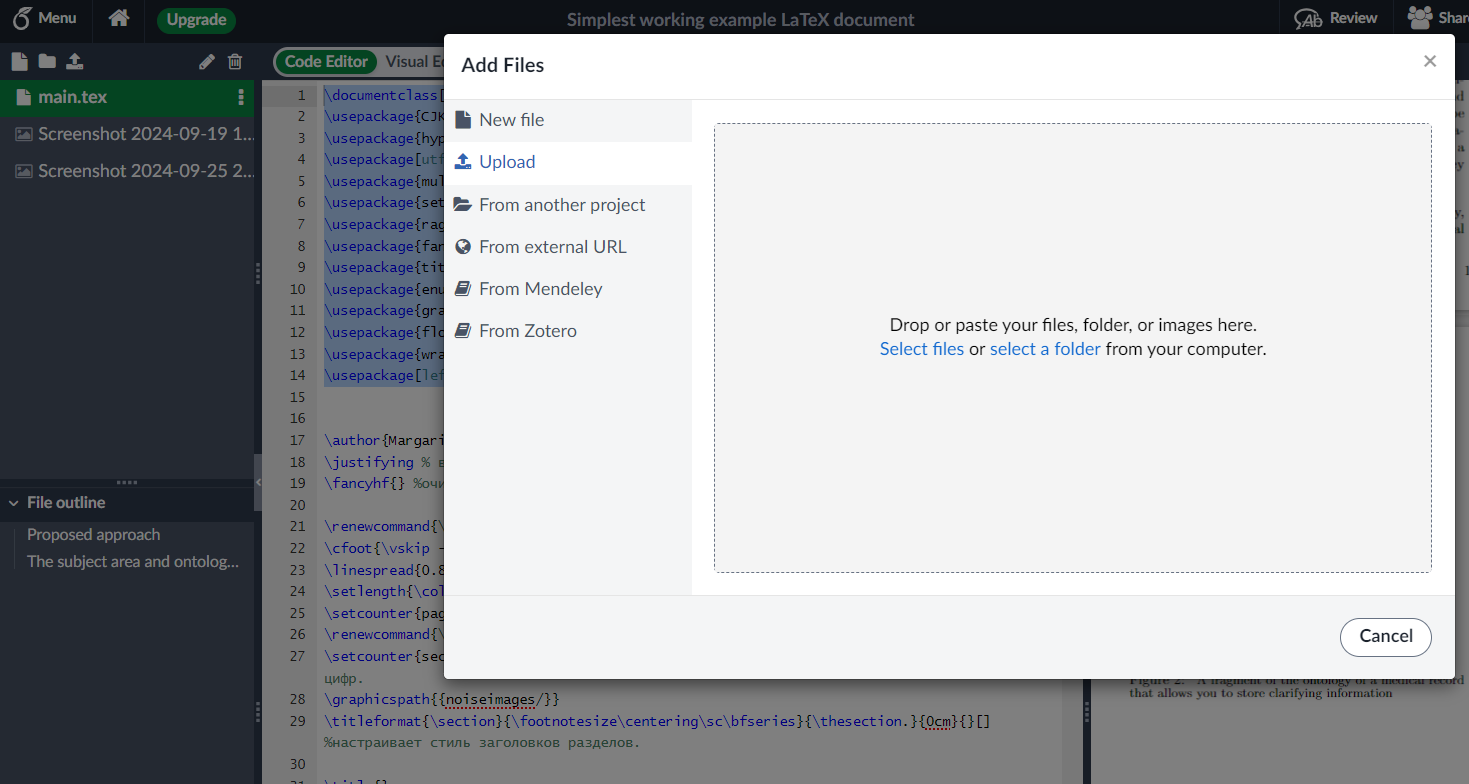 Menu
Upgrade
Simplest working example LaTeX document
Review
Shar
Code Editor
Visual E
main.tex
Screenshot 2024-09-19 1...
Screenshot 2024-09-25 2...
File outline
Proposed approach
The subject area and ontolog...
1 \documentclass[
2 \usepackage{CJK
3 \usepackage{hyp
4 \usepackage[utf
5 \usepackage{mul
6 \usepackage{set
7 \usepackage{rag
8 \usepackage{fan
9 \usepackage{tit
10 \usepackage{enu
11 \usepackage{gra
12 \usepackage{flo
13 \usepackage{wra
14 \usepackage[lef
15
16
17 \author{Margari
18 \justifying % в
19 \fancyhf{} %очи
20
21 \renewcommand{\
22 \cfoot{\vskip -
23 \linespread{0.8
24 \setlength{\col
25 \setcounter{pag
26 \renewcommand{\
27 \setcounter{sec
цифр.
28 \graphicspath{{noiseimages/}}
29 \titleformat{\section}{\footnotesize\centering\sc\bfseries}{\thesection.}{0cm}{}[]
%настраивает стиль заголовков разделов.
30
Add Files
×
New file
Upload
From another project
From external URL
From Mendeley
From Zotero
Drop or paste your files, folder, or images here.
Select files or select a folder from your computer.
Cancel
Figure 2. A fragment of the ontology of a medical record
that allows you to store clarifying information